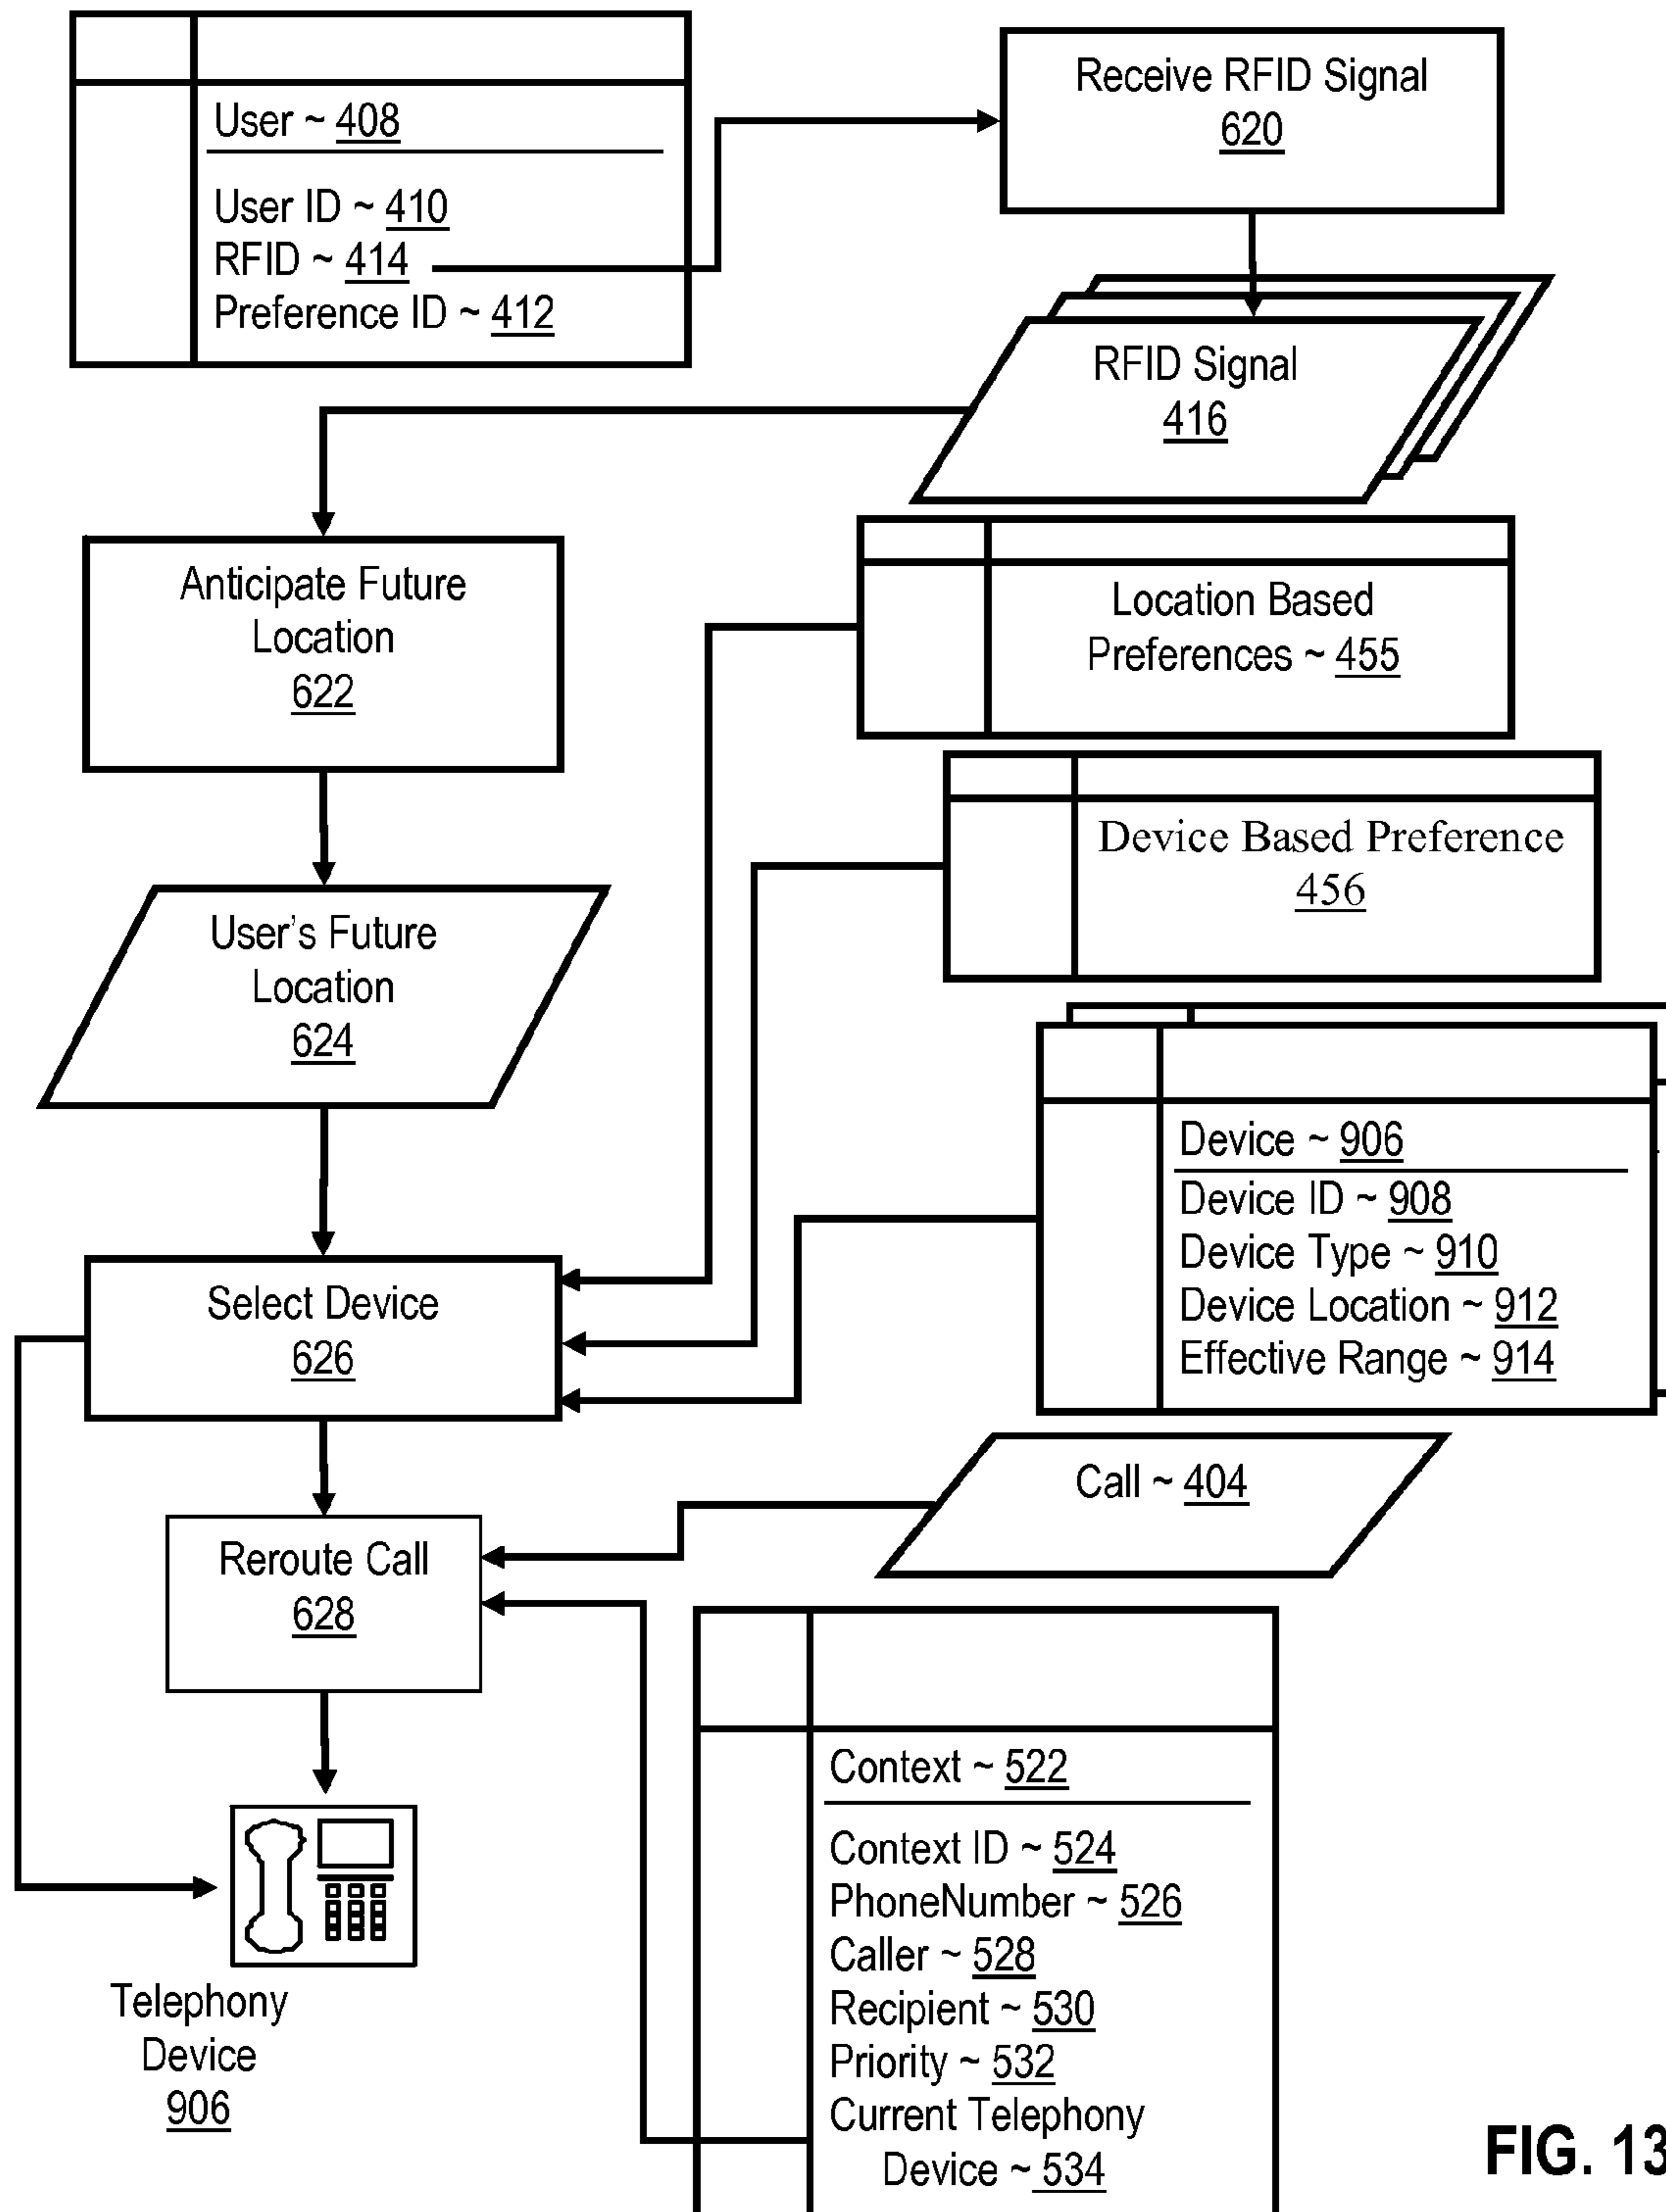 User ~ 408
User ID ~ 410
RFID ~ 414
Preference ID ~ 412
Receive RFID Signal
620
RFID Signal
416
Anticipate Future
Location
622
Location Based
Preferences ~ 455
Device Based Preference
456
User's Future
Location
624
Device ~ 906
Device ID ~ 908
Device Type ~ 910
Device Location ~ 912
Effective Range ~ 914
Select Device
626
Call ~ 404
Reroute Call
628
Context ~ 522
Context ID ~ 524
PhoneNumber ~ 526
Caller ~ 528
Recipient ~ 530
Priority ~ 532
Current Telephony
Device ~ 534
Telephony
Device
906
FIG. 13